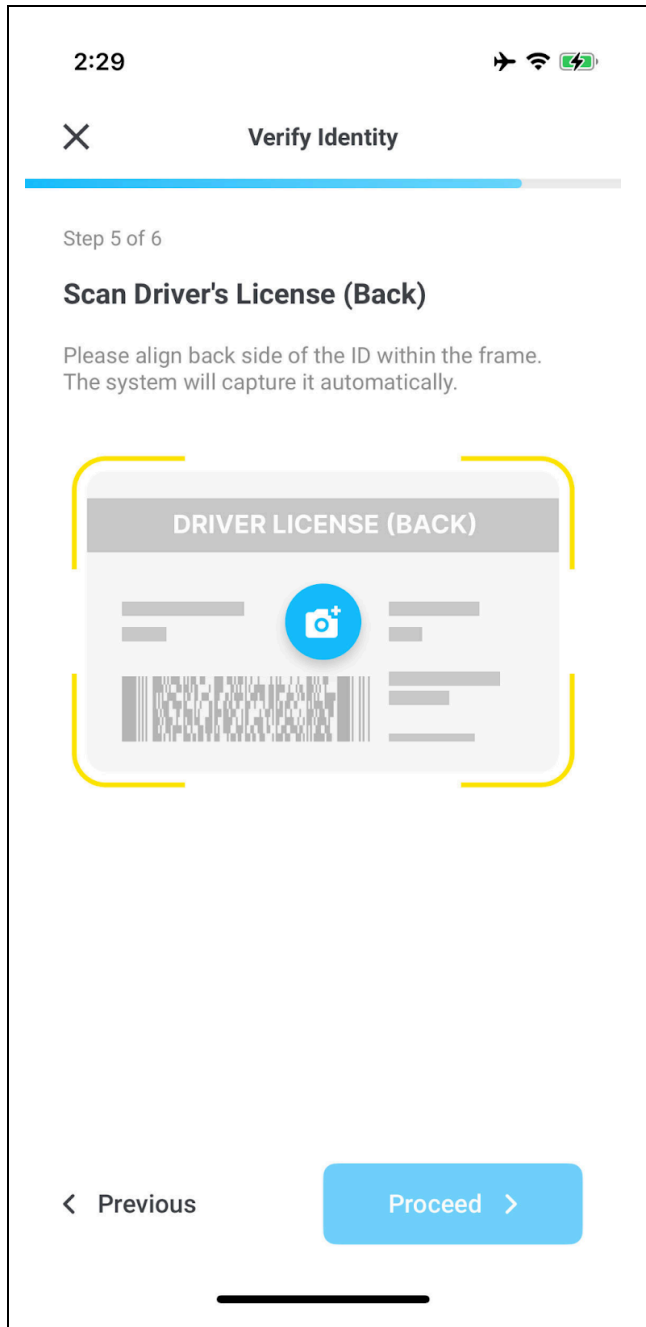 2:29
Verify Identity
Step 5 of 6
Scan Driver's License (Back)
Please align back side of the ID within the frame.
The system will capture it automatically.
DRIVER LICENSE (BACK)
Previous
Proceed